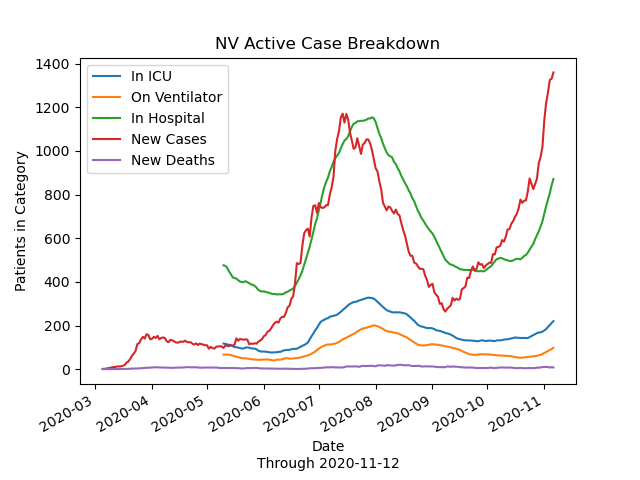 NV Active Case Breakdown
In ICU
On Ventilator
In Hospital
New Cases
New Deaths
Patients in Category
1400
1200
1000
800
600
400
200
0
2020-03
2020-04
2020-05
2020-06
2020-07
2020-08
2020-09
2020-10
2020-11
Date
Through 2020-11-12